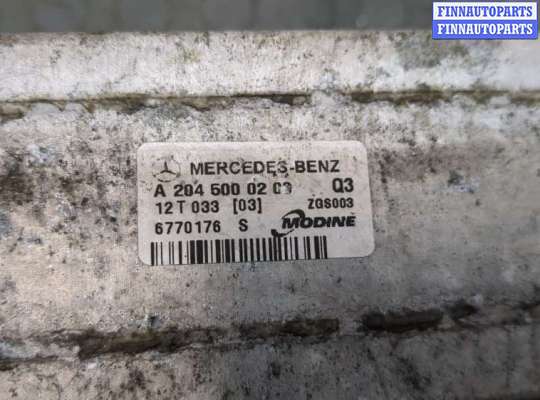 FINNAUTOPARTS
FINNAUTOPARTS
MERCEDES-BENZ
A 204 500 02 03 Q3
12 T 033 [03] ZGS003
6770176 S MODINE